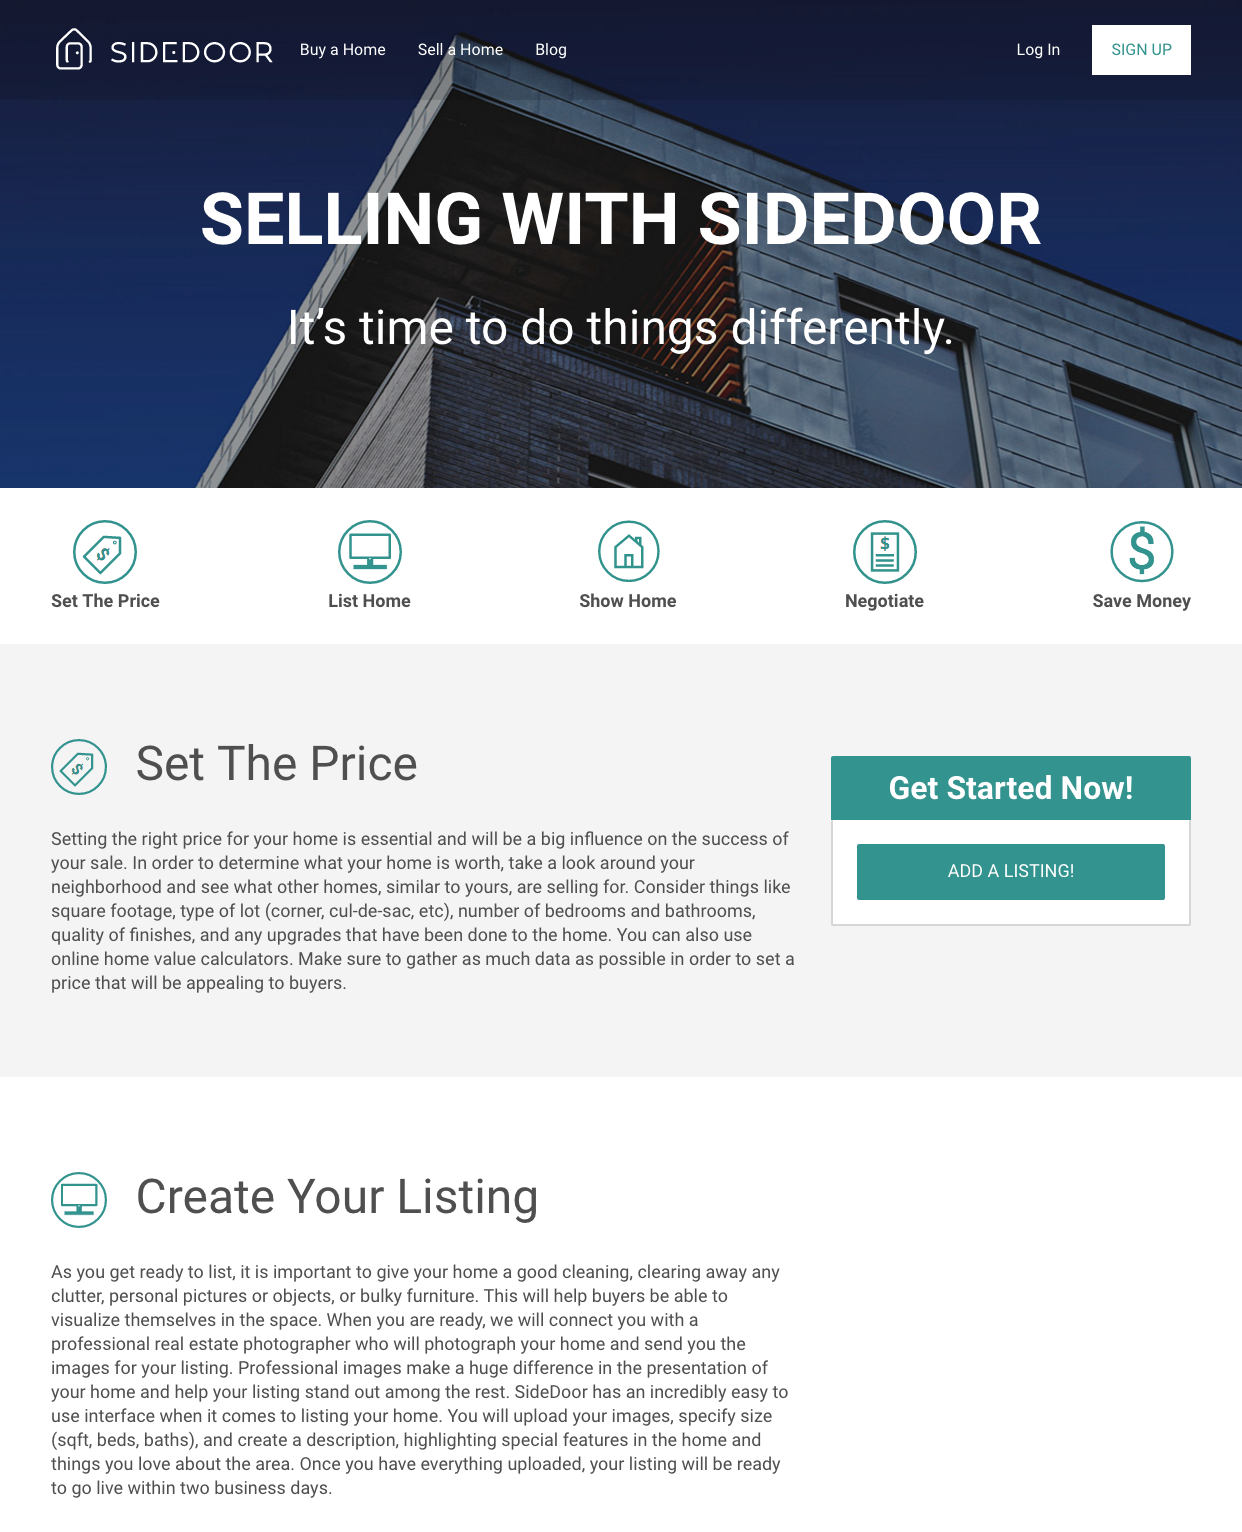 SIDEDOOR
Buy a Home
Sell a Home
Blog
Log In
SIGN UP
SELLING WITH SIDEDOOR
It’s time to do things differently.
Set The Price
List Home
Show Home
Negotiate
Save Money
Set The Price
Setting the right price for your home is essential and will be a big influence on the success of
your sale. In order to determine what your home is worth, take a look around your
neighborhood and see what other homes, similar to yours, are selling for. Consider things like
square footage, type of lot (corner, cul-de-sac, etc), number of bedrooms and bathrooms,
quality of finishes, and any upgrades that have been done to the home. You can also use
online home value calculators. Make sure to gather as much data as possible in order to set a
price that will be appealing to buyers.
Get Started Now!
ADD A LISTING!
Create Your Listing
As you get ready to list, it is important to give your home a good cleaning, clearing away any
clutter, personal pictures or objects, or bulky furniture. This will help buyers be able to
visualize themselves in the space. When you are ready, we will connect you with a
professional real estate photographer who will photograph your home and send you the
images for your listing. Professional images make a huge difference in the presentation of
your home and help your listing stand out among the rest. SideDoor has an incredibly easy to
use interface when it comes to listing your home. You will upload your images, specify size
(sqft, beds, baths), and create a description, highlighting special features in the home and
things you love about the area. Once you have everything uploaded, your listing will be ready
to go live within two business days.